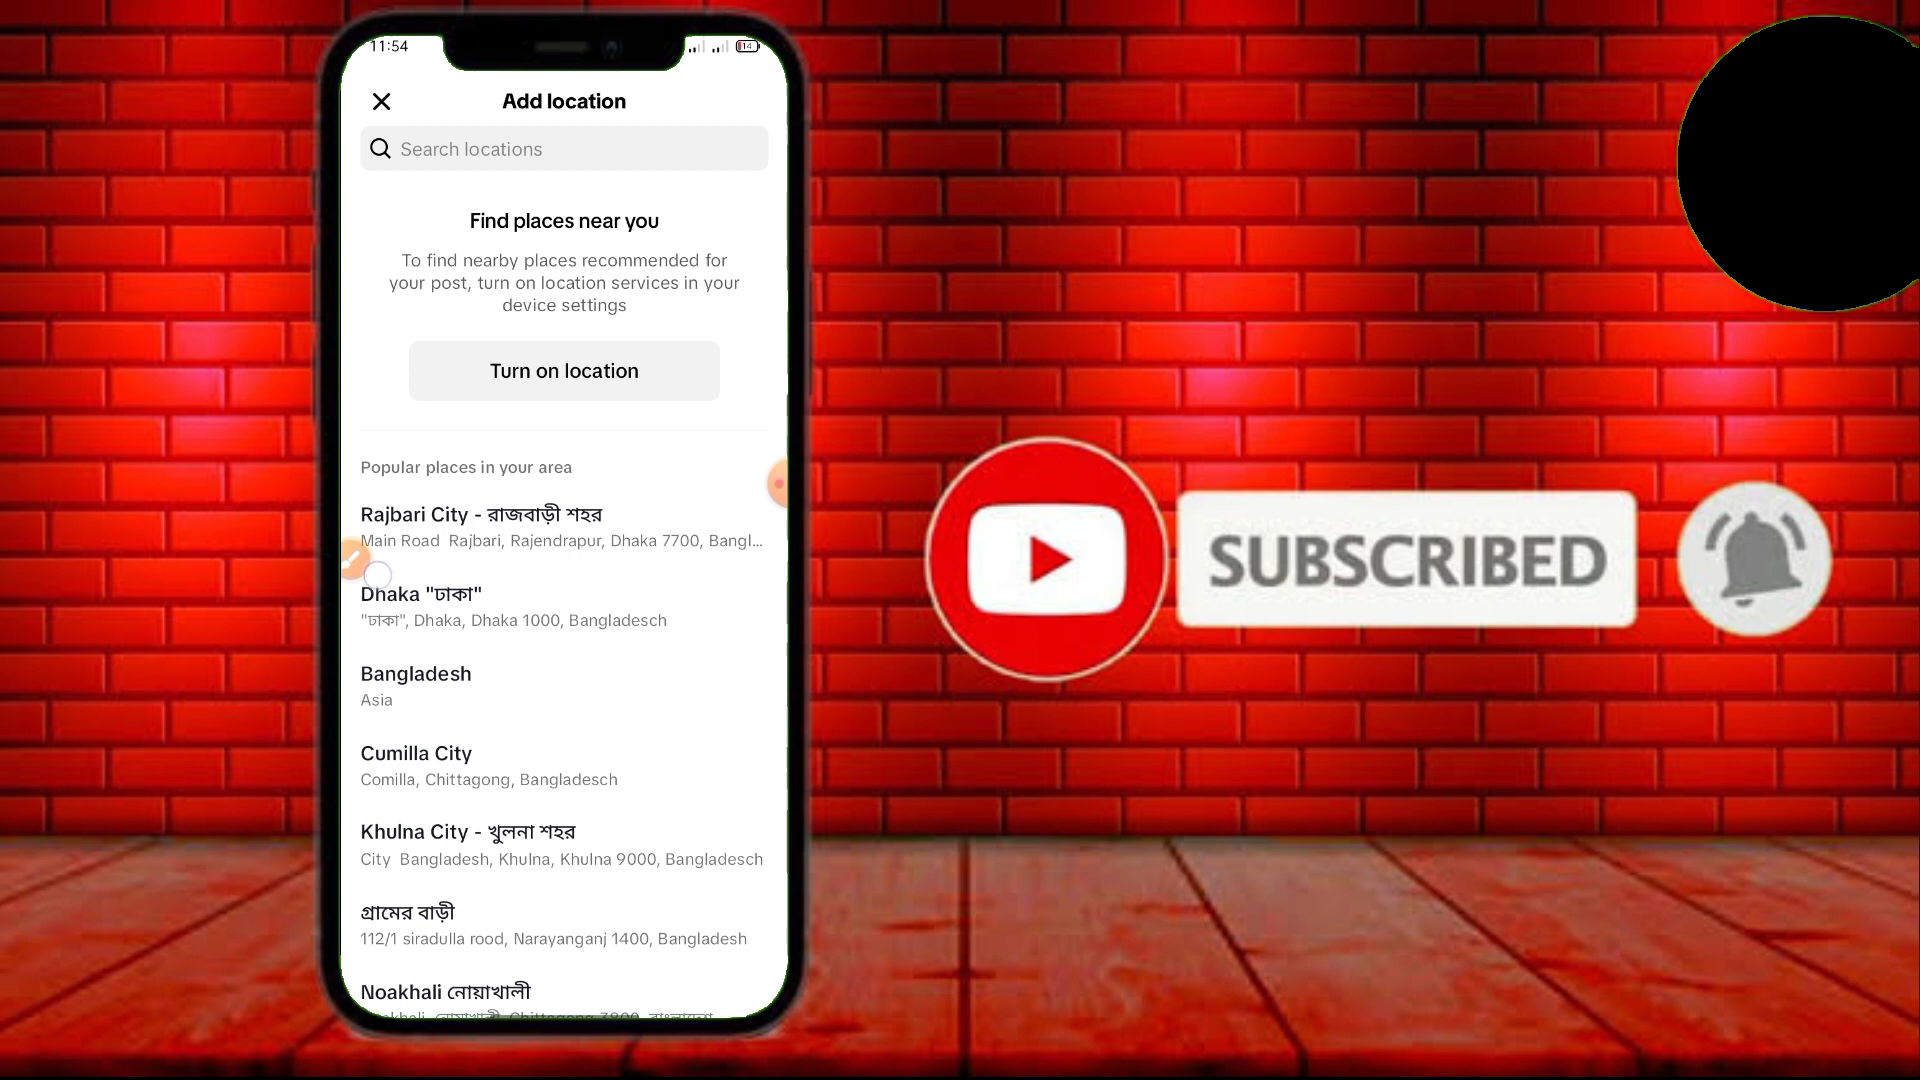 11:54
14
Add location
Search locations
Find places near you
To find nearby places recommended for
your post, turn on location services in your
device settings
Turn on location
Popular places in your area
Rajbari City - রাজবাড়ী শহর
Main Road Rajbari, Rajendrapur, Dhaka 7700, Bangl...
Dhaka "ঢাকা"
"ঢাকা", Dhaka, Dhaka 1000, Bangladesch
Bangladesh
Asia
Cumilla City
Comilla, Chittagong, Bangladesch
Khulna City - খুলনা শহর
City Bangladesh, Khulna, Khulna 9000, Bangladesch
গ্রামের বাড়ী
112/1 siradulla rood, Narayanganj 1400, Bangladesh
Noakhali নোয়াখালী
SUBSCRIBED